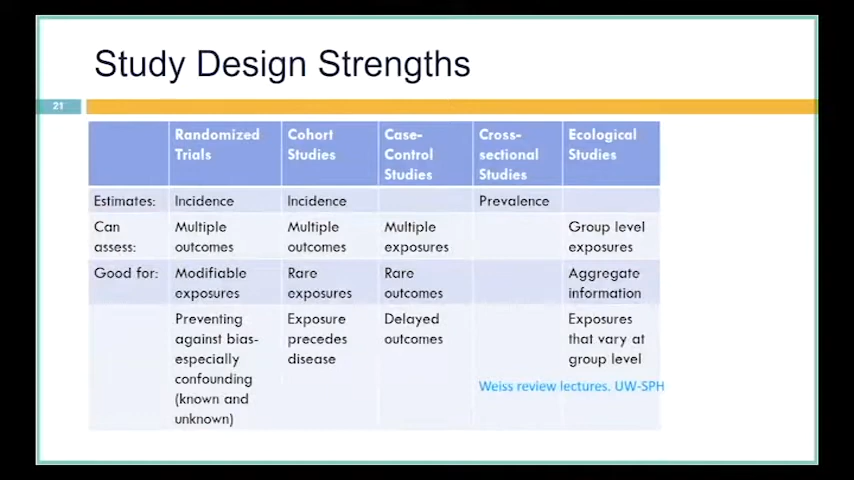 Study Design Strengths
21
Randomized Trials | Cohort Studies | Case-Control Studies | Cross-sectional Studies | Ecological Studies
Estimates: | Incidence | Incidence | | Prevalence |
Can assess: | Multiple outcomes | Multiple outcomes | Multiple exposures | | Group level exposures
Good for: | Modifiable exposures | Rare exposures | Rare outcomes | | Aggregate information
Preventing against bias-especially confounding (known and unknown) | Exposure precedes disease | Delayed outcomes | | Exposures that vary at group level
Weiss review lectures. UW-SPH